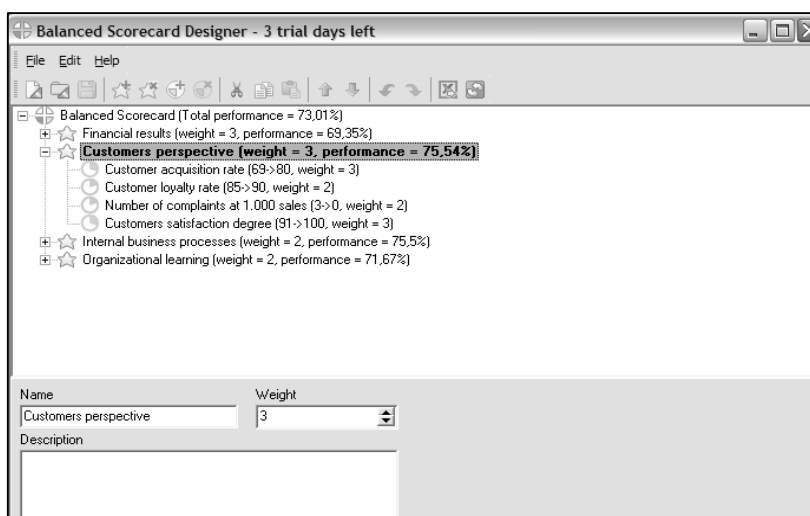 Balanced Scorecard Designer - 3 trial days left
File Edit Help
Balanced Scorecard (Total performance = 73,01%)
Financial results (weight = 3, performance = 69,35%)
Customers perspective (weight = 3, performance = 75,54%)
Customer acquisition rate (69->80, weight = 3)
Customer loyalty rate (85->90, weight = 2)
Number of complaints at 1.000 sales (3->0, weight = 2)
Customers satisfaction degree (91->100, weight = 3)
Internal business processes (weight = 2, performance = 75,5%)
Organizational learning (weight = 2, performance = 71,67%)
Name Weight
Customers perspective 3
Description